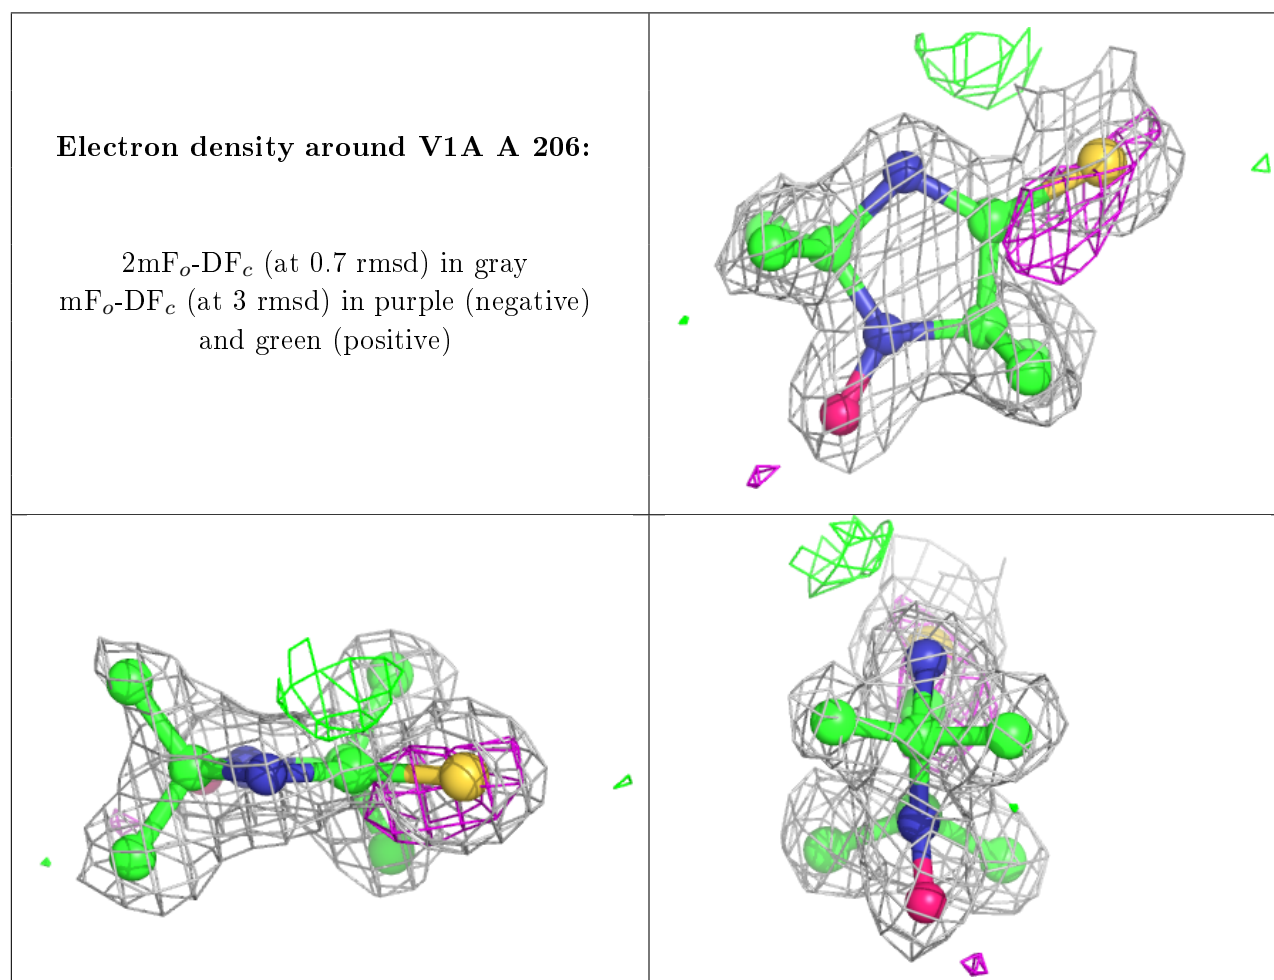 Electron density around V1A A 206:
2mFo-DFc (at 0.7 rmsd) in gray
mFo-DFc (at 3 rmsd) in purple (negative)
and green (positive)